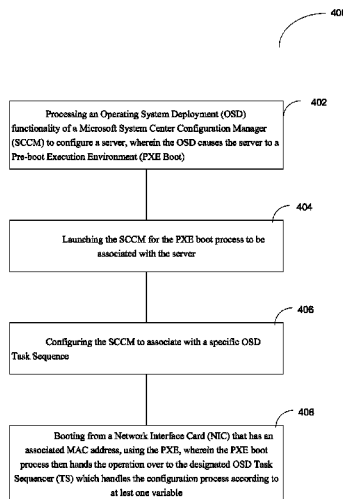 400
402
Processing an Operating System Deployment (OSD)
functionality of a Microsoft System Center Configuration Manager
(SCCM) to configure a server, wherein the OSD causes the server to a
Pre-boot Execution Environment (PXE Boot)
404
Launching the SCCM for the PXE boot process to be
associated with the server
406
Configuring the SCCM to associate with a specific OSD
Task Sequence
408
Booting from a Network Interface Card (NIC) that has an
associated MAC address, using the PXE, wherein the PXE boot
process then hands the operation over to the designated OSD Task
Sequencer (TS) which handles the configuration process according to
at lest one variable